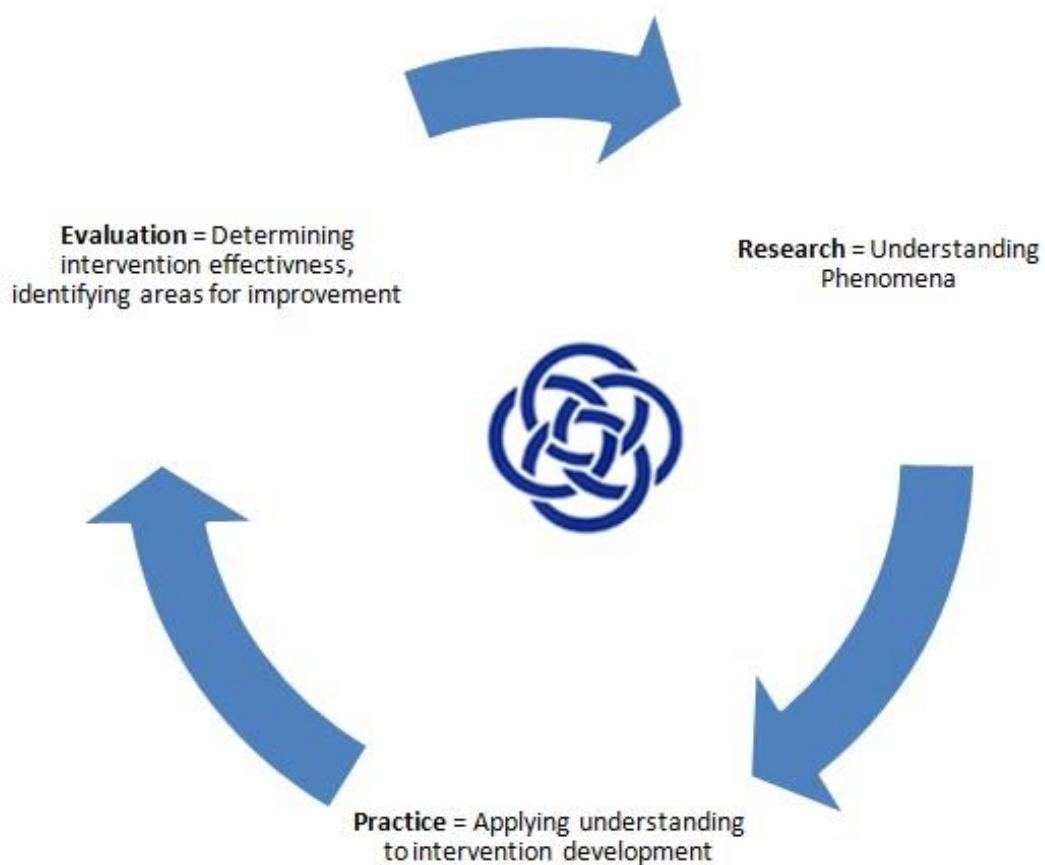 Evaluation = Determining
intervention effectivness,
identifying areas for improvement
Research = Understanding
Phenomena
Practice = Applying understanding
to intervention development